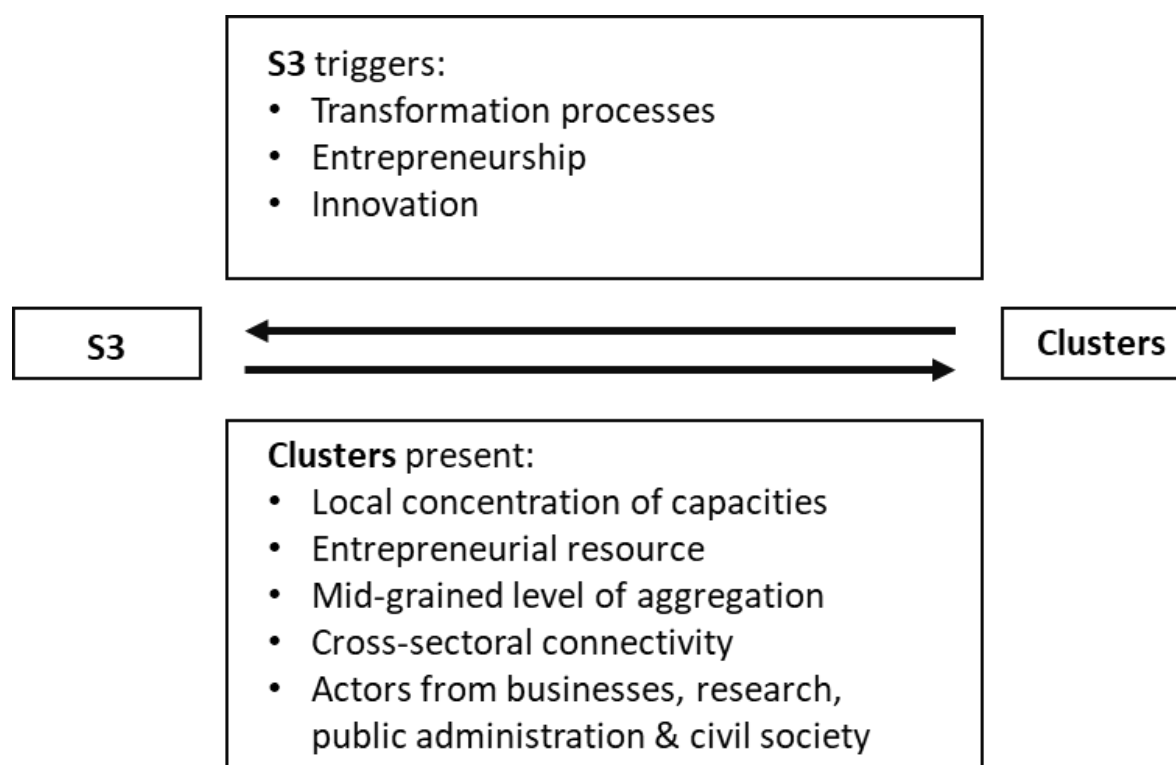 S3 triggers:
• Transformation processes
• Entrepreneurship
• Innovation
S3
Clusters
Clusters present:
• Local concentration of capacities
• Entrepreneurial resource
• Mid-grained level of aggregation
• Cross-sectoral connectivity
• Actors from businesses, research,
public administration & civil society